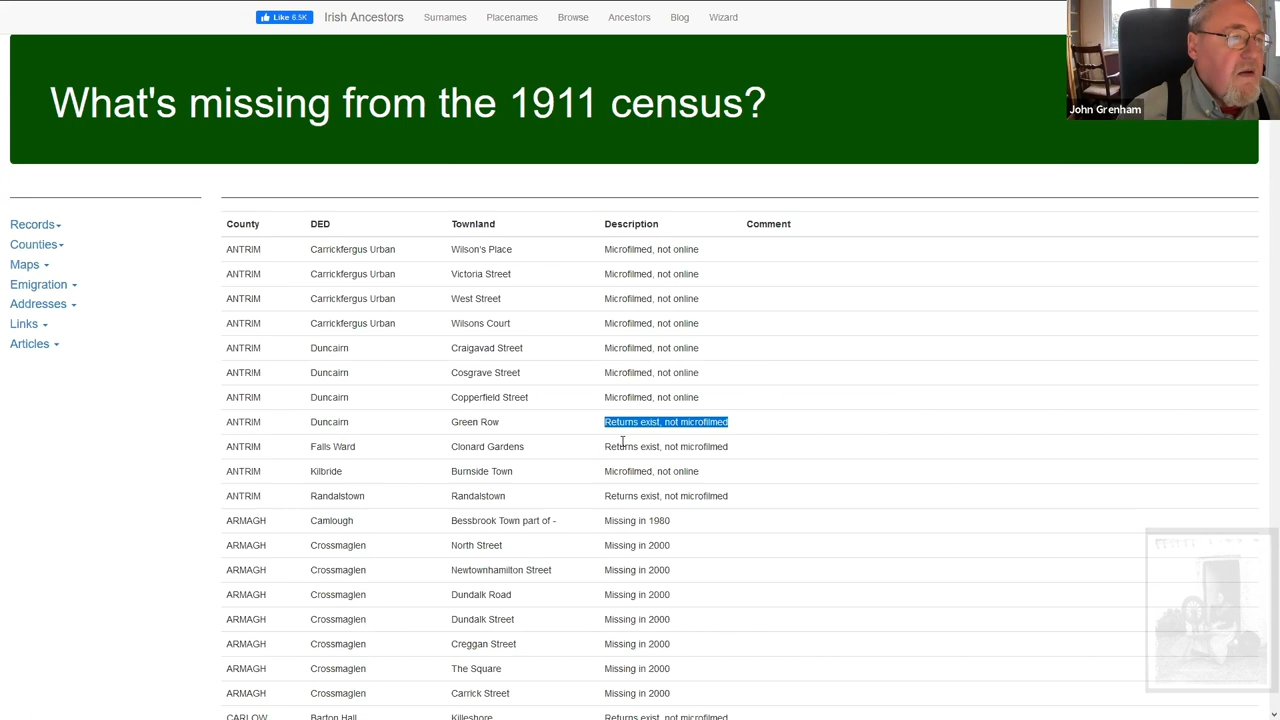 Like 6.5K Irish Ancestors Surnames Placenames Browse Ancestors Blog Wizard
John Grenham
What's missing from the 1911 census?
Records
Counties
Maps
Emigration
Addresses
Links
Articles
County DED Townland Description Comment
ANTRIM Carrickfergus Urban Wilson's Place Microfilmed, not online
ANTRIM Carrickfergus Urban Victoria Street Microfilmed, not online
ANTRIM Carrickfergus Urban West Street Microfilmed, not online
ANTRIM Carrickfergus Urban Wilsons Court Microfilmed, not online
ANTRIM Duncairn Craigavad Street Microfilmed, not online
ANTRIM Duncairn Cosgrave Street Microfilmed, not online
ANTRIM Duncairn Copperfield Street Microfilmed, not online
ANTRIM Duncairn Green Row Returns exist, not microfilmed
ANTRIM Falls Ward Clonard Gardens Returns exist, not microfilmed
ANTRIM Kilbride Burnside Town Microfilmed, not online
ANTRIM Randalstown Randalstown Returns exist, not microfilmed
ARMAGH Camlough Bessbrook Town part of - Missing in 1980
ARMAGH Crossmaglen North Street Missing in 2000
ARMAGH Crossmaglen Newtownhamilton Street Missing in 2000
ARMAGH Crossmaglen Dundalk Road Missing in 2000
ARMAGH Crossmaglen Dundalk Street Missing in 2000
ARMAGH Crossmaglen Creggan Street Missing in 2000
ARMAGH Crossmaglen The Square Missing in 2000
ARMAGH Crossmaglen Carrick Street Missing in 2000
CARLOW Barton Hall Killeshore Returns exist, not microfilmed